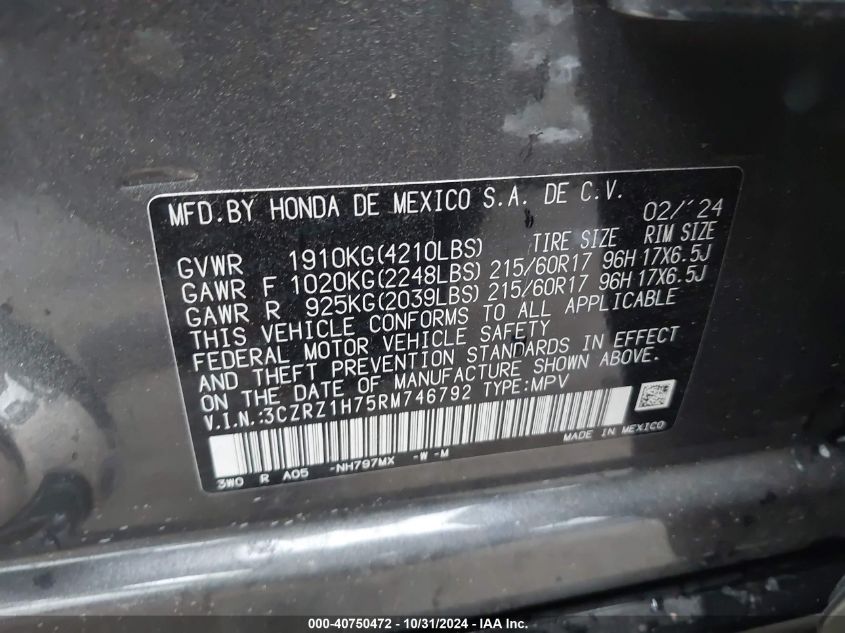 MFD.BY HONDA DE MEXICO S.A. DE C.V.
02/'24
GVWR 1910KG(4210LBS) TIRE SIZE RIM SIZE
GAWR F 1020KG(2248LBS) 215/60R17 96H 17X6.5J
GAWR R 925KG(2039LBS) 215/60R17 96H 17X6.5J
THIS VEHICLE CONFORMS TO ALL APPLICABLE
FEDERAL MOTOR VEHICLE SAFETY
AND THEFT PREVENTION STANDARDS IN EFFECT
ON THE DATE OF MANUFACTURE SHOWN ABOVE.
V.I.N.:3CZRZ1H75RM746792 TYPE:MPV
MADE IN MEXICO
3W0 R A05 -NH797MX -W -M
000-40750472 - 10/31/2024 - IAA Inc.